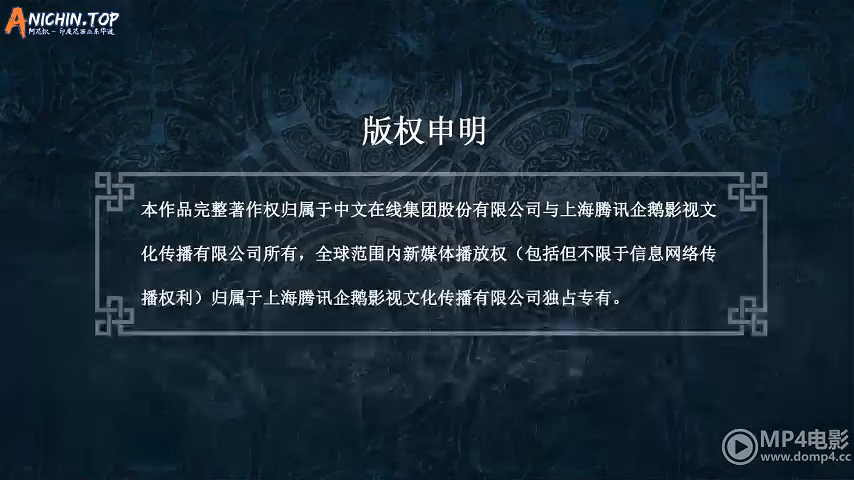 ANICHIN.TOP
版权申明
本作品完整著作权归属于中文在线集团股份有限公司与上海腾讯企鹅影视文
化传播有限公司所有，全球范围内新媒体播放权（包括但不限于信息网络传
播权利）归属于上海腾讯企鹅影视文化传播有限公司独占专有。
MP4电影
www.domp4.cc